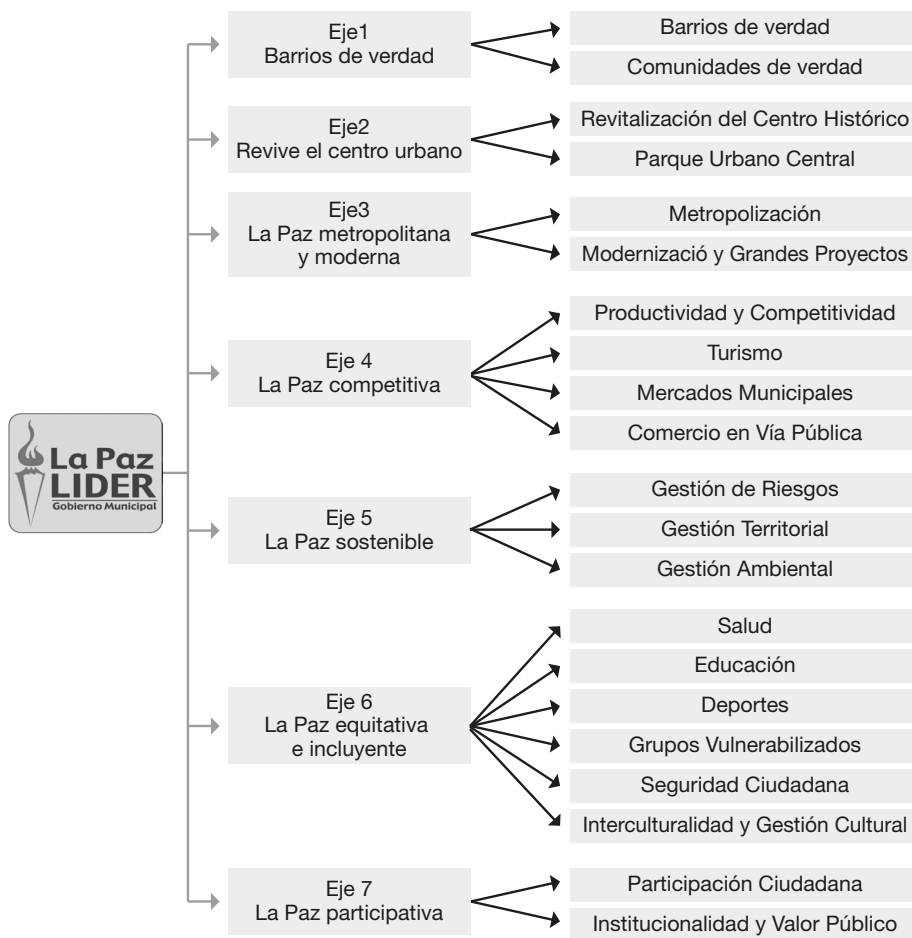 Eje1
Barrios de verdad
Barrios de verdad
Comunidades de verdad
Eje2
Revive el centro urbano
Revitalización del Centro Histórico
Parque Urbano Central
Eje3
La Paz metropolitana
y moderna
Metropolización
Modernizació y Grandes Proyectos
Eje 4
La Paz competitiva
Productividad y Competitividad
Turismo
Mercados Municipales
Comercio en Vía Pública
La Paz
LIDER
Gobierno Municipal
Eje 5
La Paz sostenible
Gestión de Riesgos
Gestión Territorial
Gestión Ambiental
Eje 6
La Paz equitativa
e incluyente
Salud
Educación
Deportes
Grupos Vulnerabilizados
Seguridad Ciudadana
Interculturalidad y Gestión Cultural
Eje 7
La Paz participativa
Participación Ciudadana
Institucionalidad y Valor Público